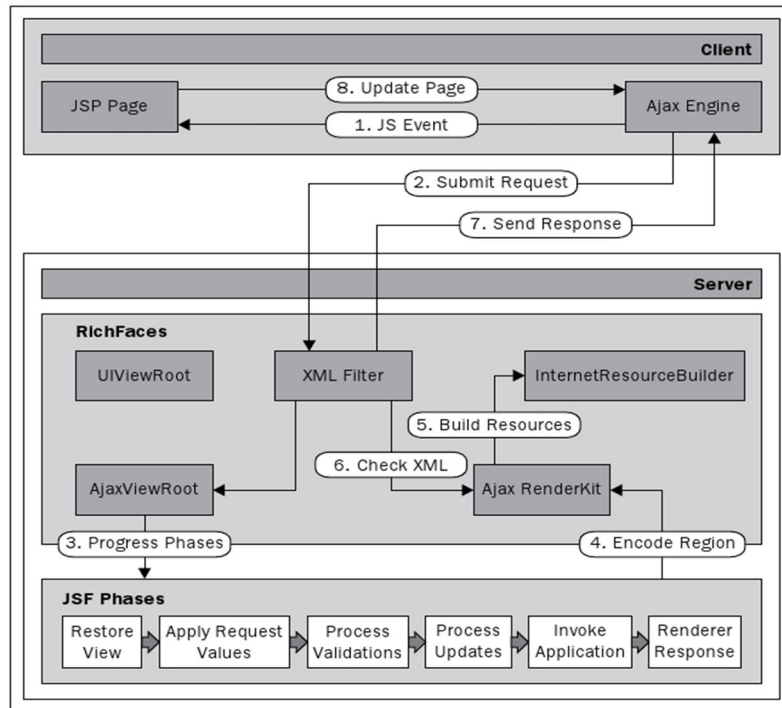 Client
JSP Page
8. Update Page
Ajax Engine
1. JS Event
2. Submit Request
7. Send Response
Server
RichFaces
UIViewRoot
XML Filter
InternetResourceBuilder
5. Build Resources
6. Check XML
AjaxViewRoot
Ajax RenderKit
3. Progress Phases
4. Encode Region
JSF Phases
Restore
View
Apply Request
Values
Process
Validations
Process
Updates
Invoke
Application
Renderer
Response